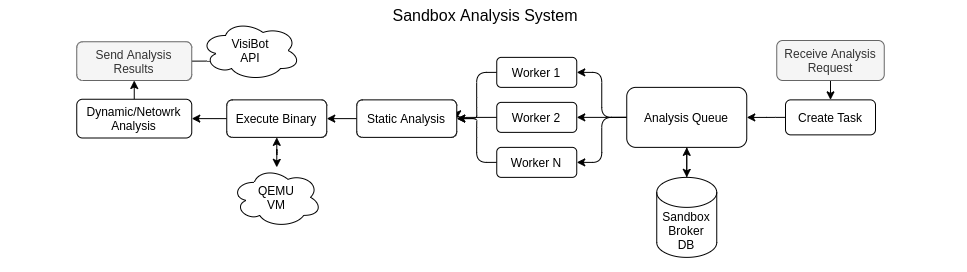 Sandbox Analysis System
Receive Analysis
Request
Create Task
Analysis Queue
Sandbox
Broker
DB
Worker 1
Worker 2
Worker N
Static Analysis
Execute Binary
QEMU
VM
Dynamic/Netowrk
Analysis
Send Analysis
Results
VisiBot
API